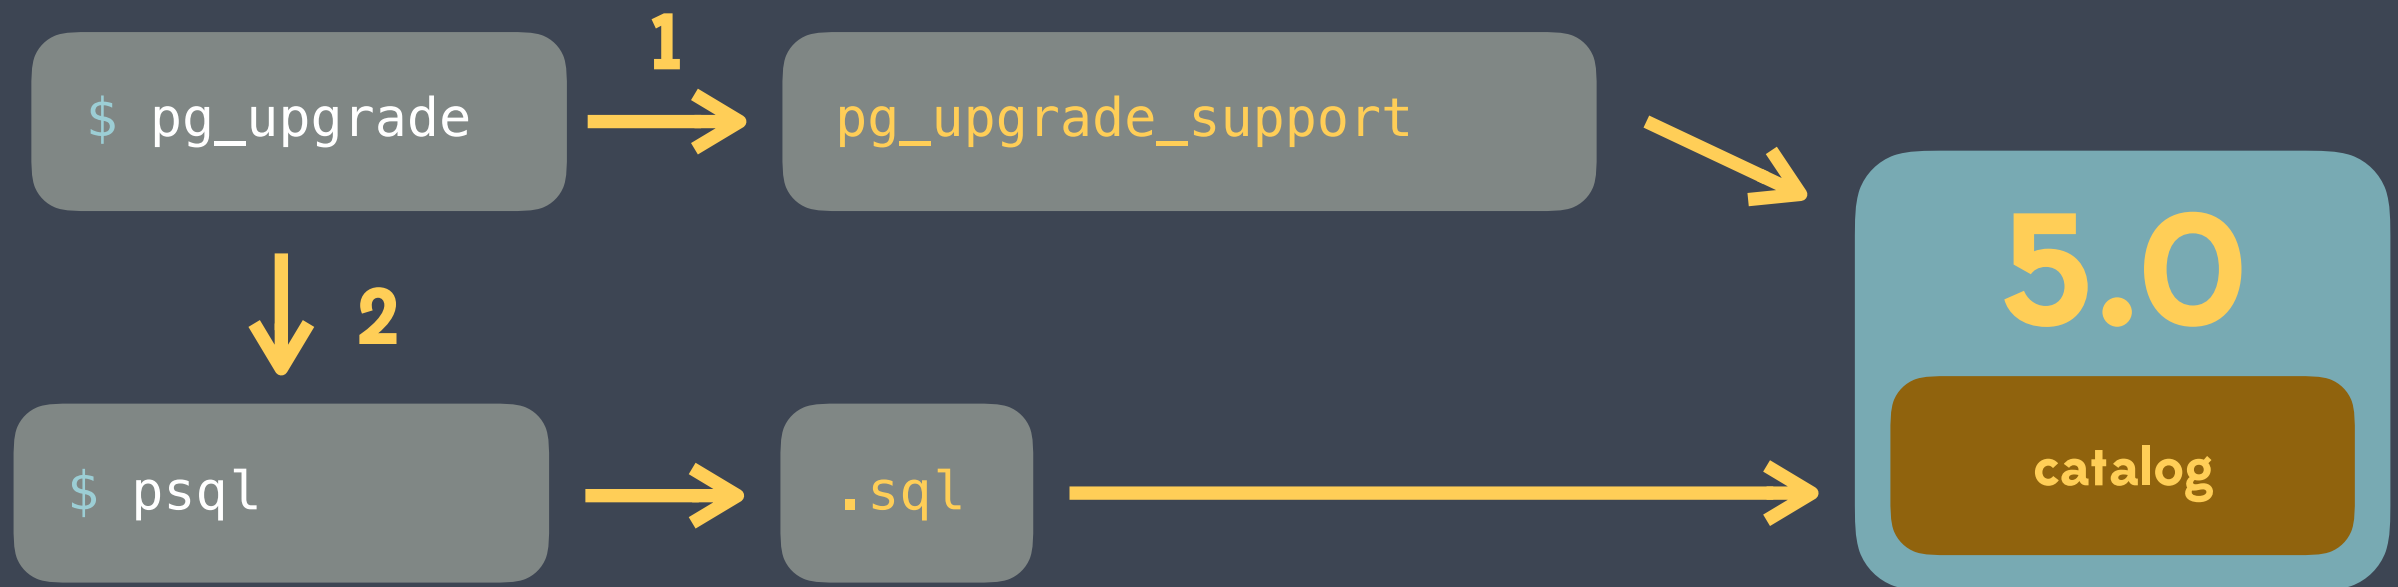 1
$ pg_upgrade
pg_upgrade_support
2
5.0
$ psql
.sql
catalog